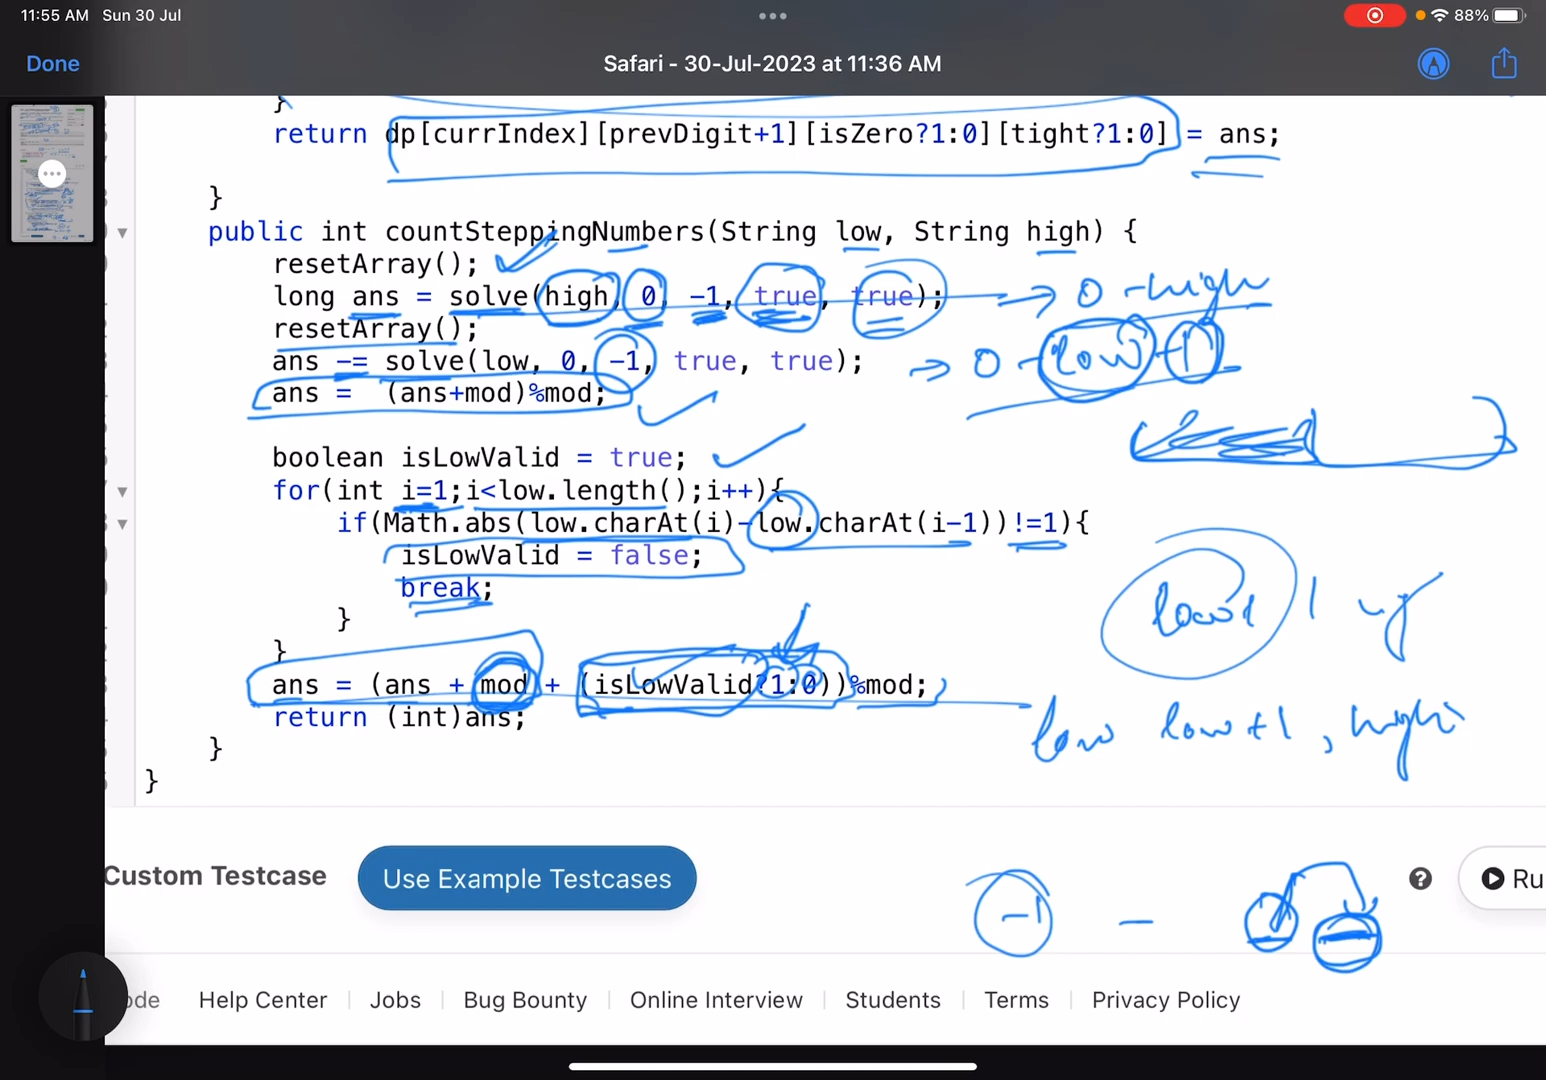 11:55 AM Sun 30 Jul
88%
Done
Safari - 30-Jul-2023 at 11:36 AM
}
return dp[currIndex][prevDigit+1][isZero?1:0][tight?1:0] = ans;
}
public int countSteppingNumbers(String low, String high) {
resetArray();
long ans = solve(high, 0, -1, true, true); → 0 - high
resetArray();
ans -= solve(low, 0, -1, true, true); → 0 - low - 1
ans = (ans+mod)%mod;
boolean isLowValid = true;
for(int i=1;i<low.length();i++){
if(Math.abs(low.charAt(i)-low.charAt(i-1))!=1){
isLowValid = false;
break;
}
}
low
ans = (ans + mod + (isLowValid?1:0))%mod;
low low+1, high
return (int)ans;
}
}
Custom Testcase
Use Example Testcases
Ru
-1 -
ode
Help Center
Jobs
Bug Bounty
Online Interview
Students
Terms
Privacy Policy